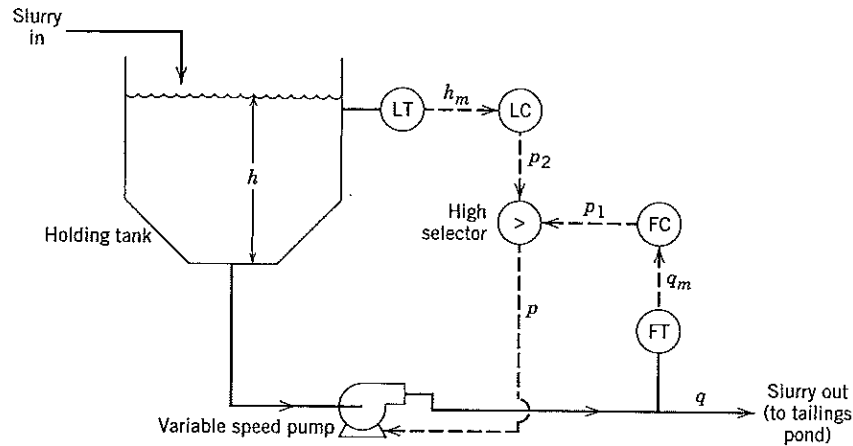 Slurry
in
LT
h_m
LC
p_2
h
High
selector
>
p_1
FC
Holding tank
q_m
p
FT
Variable speed pump
q
Slurry out
(to tailings
pond)